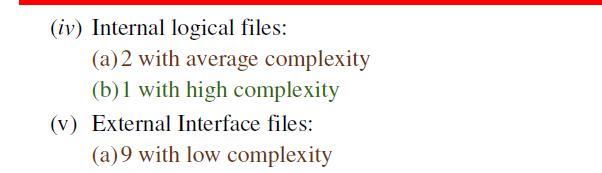 (iv) Internal logical files:
(a)2 with average complexity
(b)1 with high complexity
(v) External Interface files:
(a)9 with low complexity